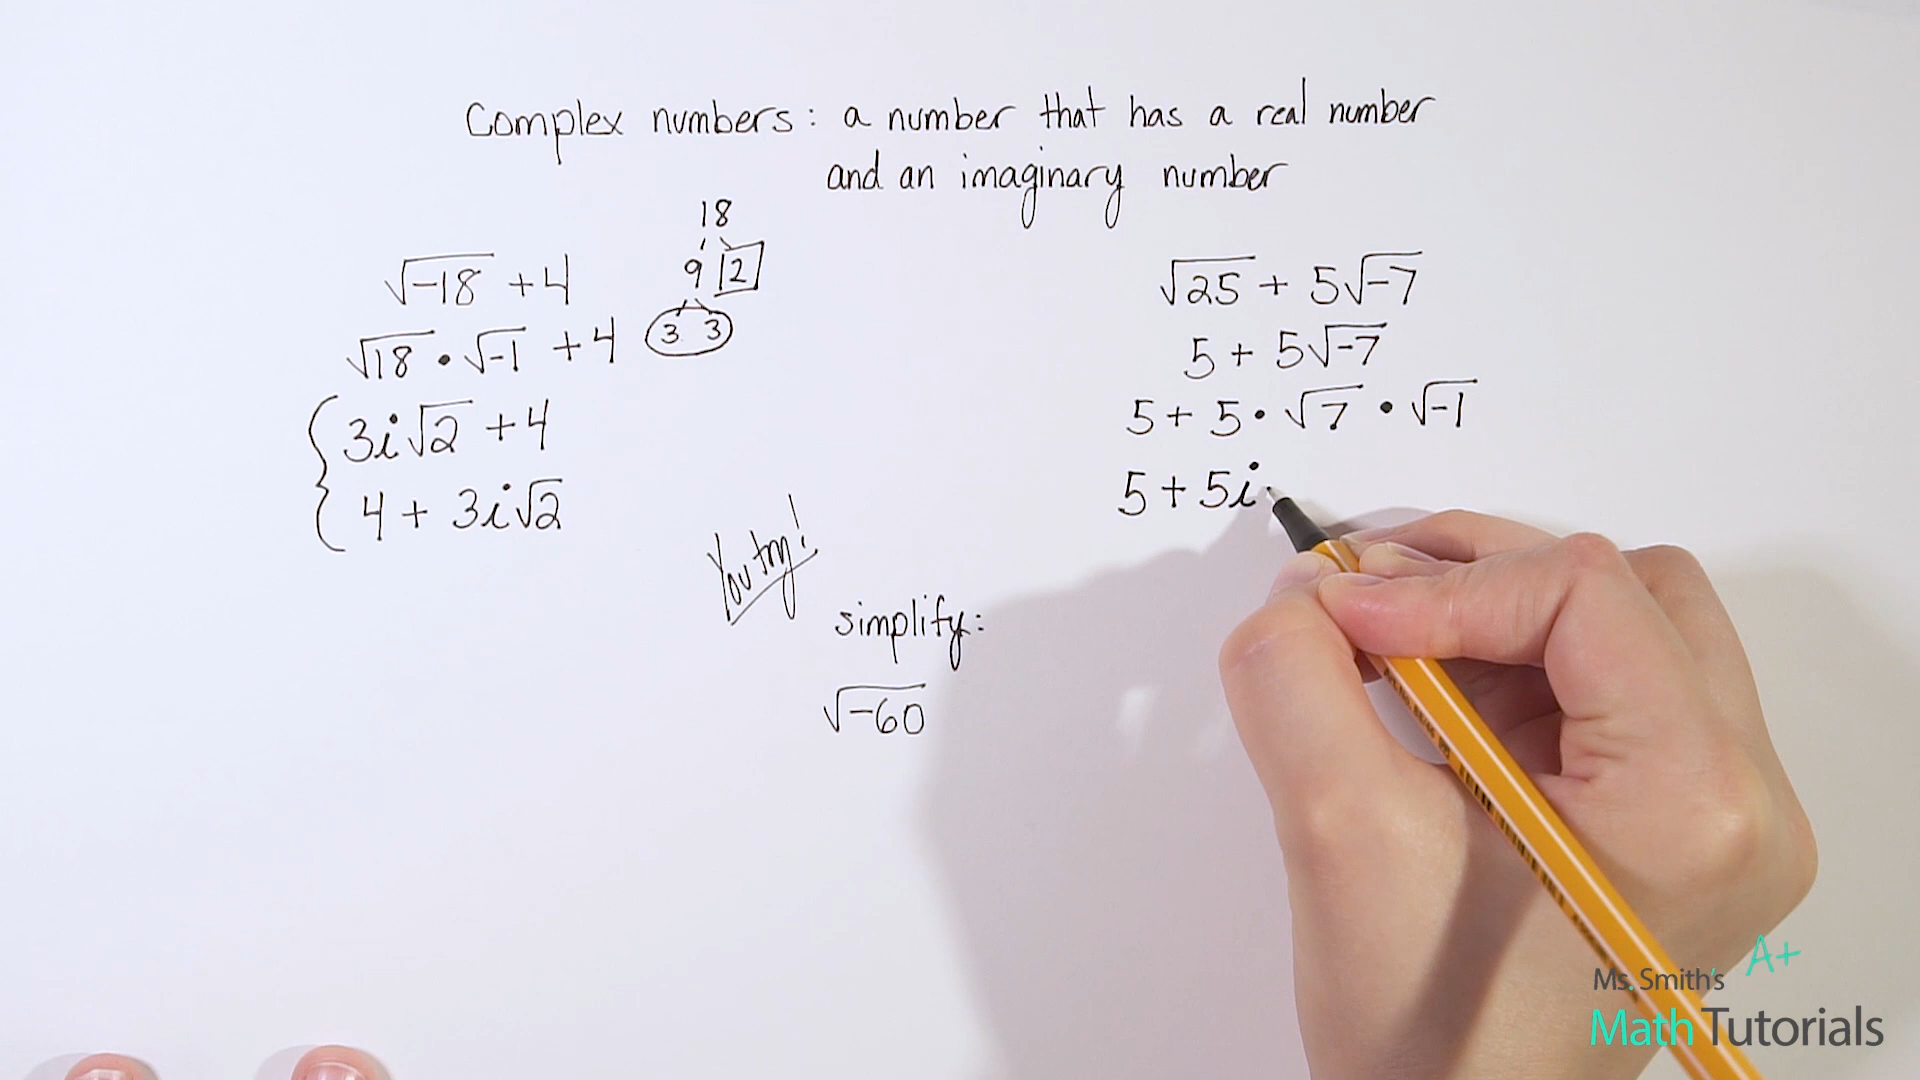 Complex numbers: a number that has a real number
and an imaginary number
18
9 2
3 3
√-18 + 4
√18 • √-1 + 4
3i√2 + 4
4 + 3i√2
√25 + 5√-7
5 + 5√-7
5 + 5 • √7 • √-1
5 + 5i
You try!
simplify:
√-60
A+
Ms. Smith's
Math Tutorials